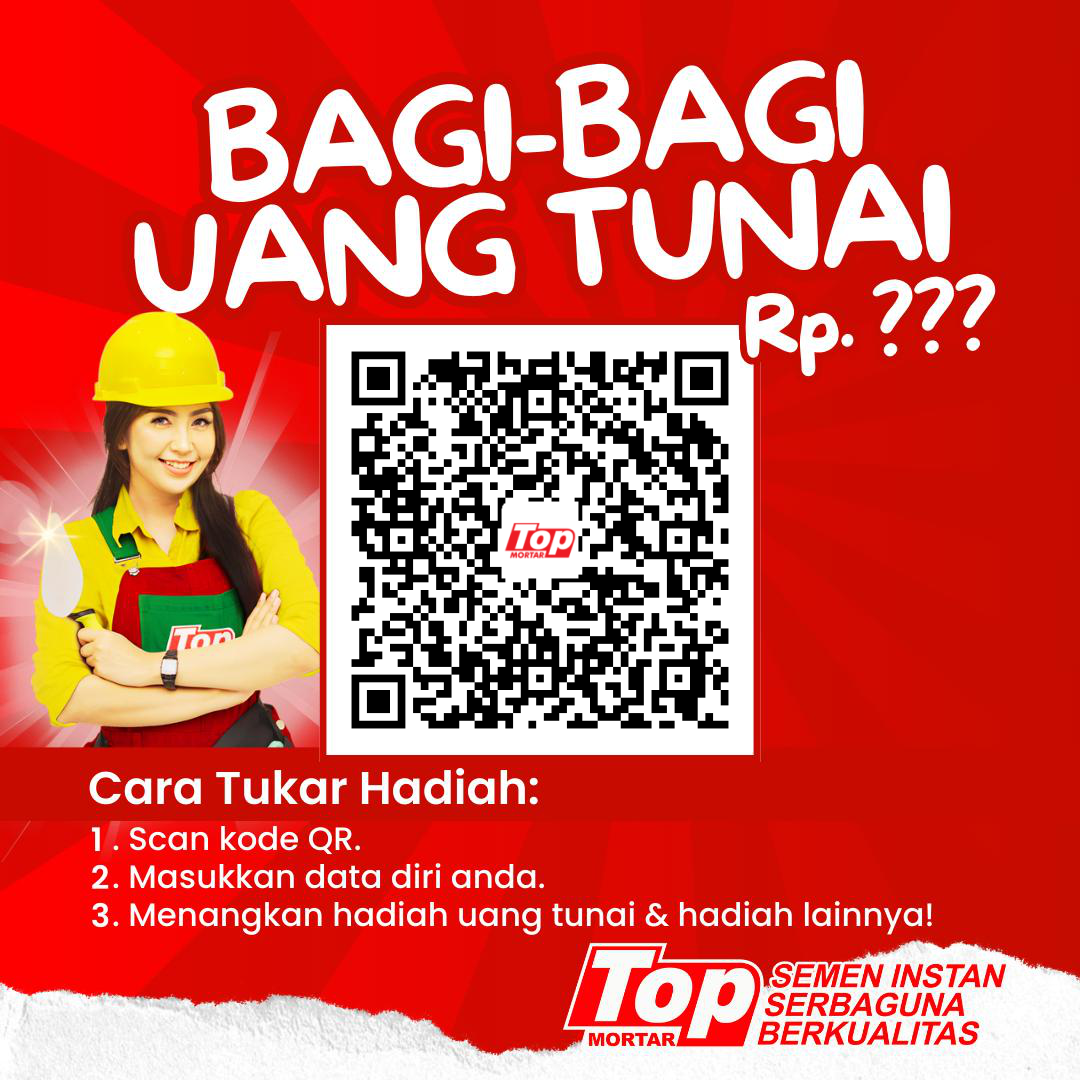 BAGI-BAGI
UANG TUNAI
Rp. ???
Top
MORTAR
Top
Cara Tukar Hadiah:
1. Scan kode QR.
2. Masukkan data diri anda.
3. Menangkan hadiah uang tunai & hadiah lainnya!
Top
MORTAR
SEMEN INSTAN
SERBAGUNA
BERKUALITAS